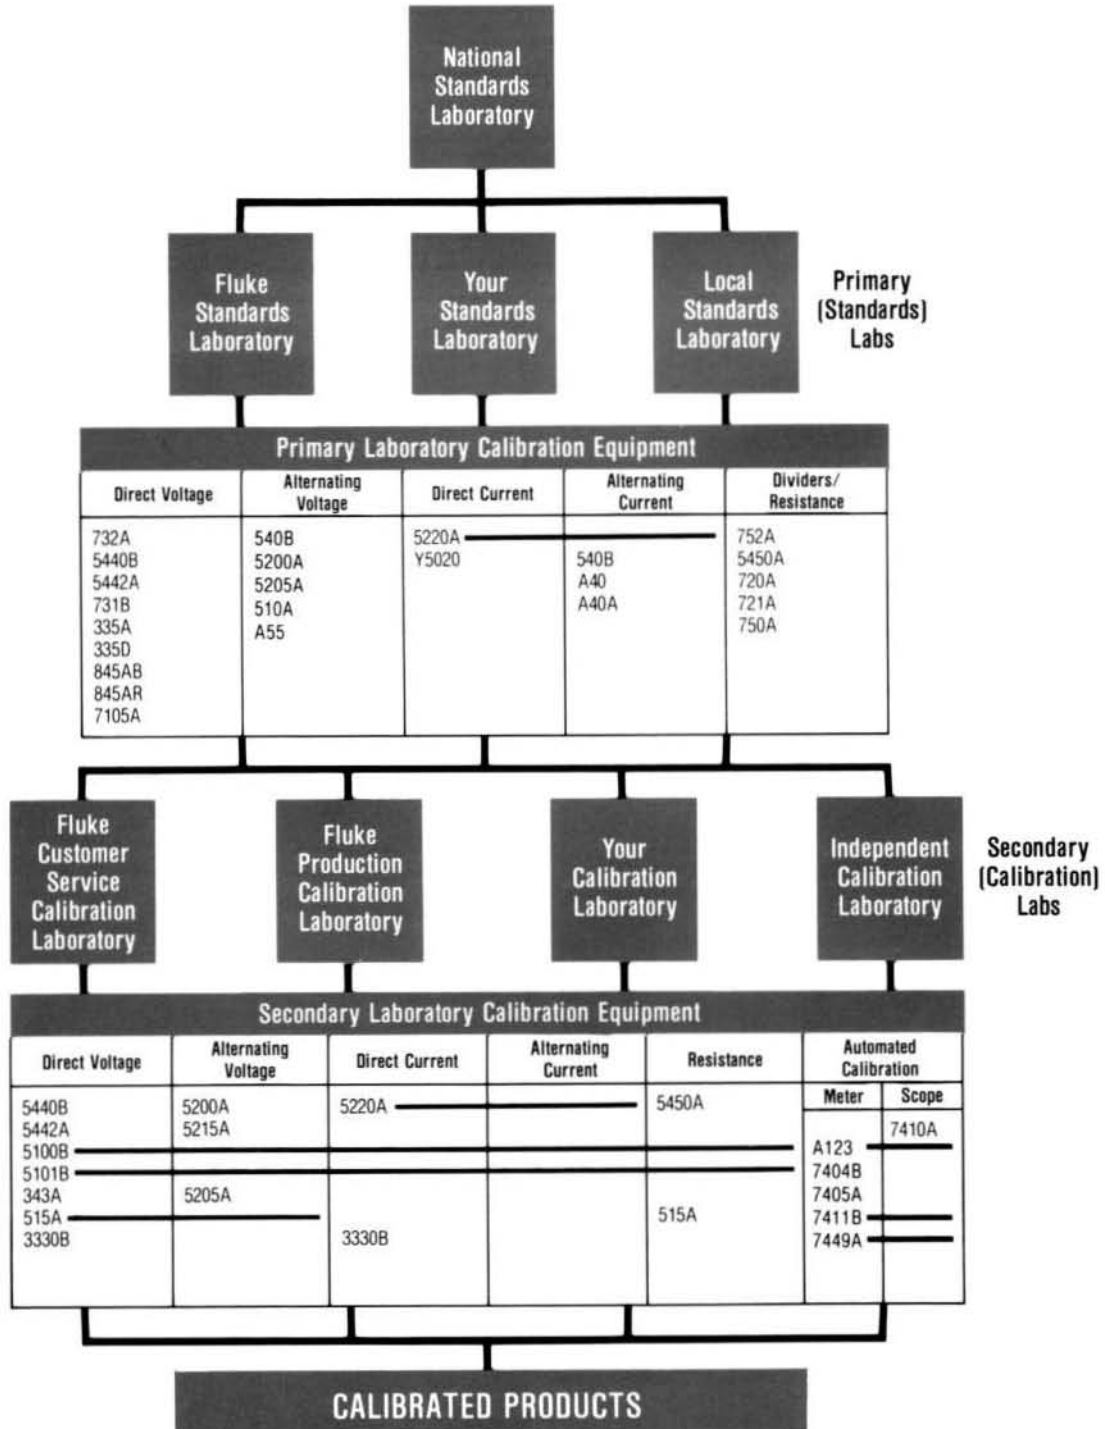 National
Standards
Laboratory
Fluke
Standards
Laboratory
Your
Standards
Laboratory
Local
Standards
Laboratory
Primary
(Standards)
Labs
Primary Laboratory Calibration Equipment
Direct Voltage
Alternating
Voltage
Direct Current
Alternating
Current
Dividers/
Resistance
732A
5440B
5442A
731B
335A
335D
845AB
845AR
7105A
540B
5200A
5205A
510A
A55
5220A
Y5020
540B
A40
A40A
752A
5450A
720A
721A
750A
Fluke
Customer
Service
Calibration
Laboratory
Fluke
Production
Calibration
Laboratory
Your
Calibration
Laboratory
Independent
Calibration
Laboratory
Secondary
(Calibration)
Labs
Secondary Laboratory Calibration Equipment
Direct Voltage
Alternating
Voltage
Direct Current
Alternating
Current
Resistance
Automated
Calibration
Meter
Scope
5440B
5442A
5100B
5101B
343A
515A
3330B
5200A
5215A
5205A
5220A
3330B
5450A
515A
A123
7404B
7405A
7411B
7449A
7410A
CALIBRATED PRODUCTS